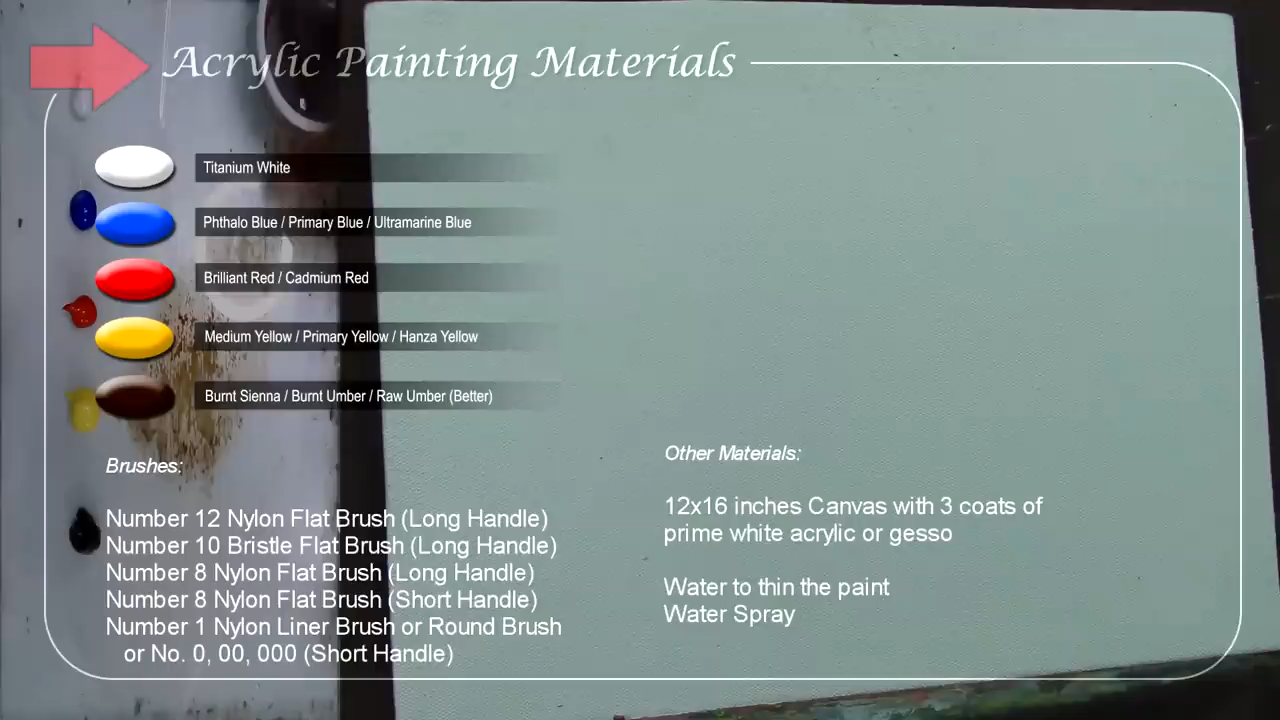 Acrylic Painting Materials
Titanium White
Phthalo Blue / Primary Blue / Ultramarine Blue
Brilliant Red / Cadmium Red
Medium Yellow / Primary Yellow / Hanza Yellow
Burnt Sienna / Burnt Umber / Raw Umber (Better)
Brushes:
Number 12 Nylon Flat Brush (Long Handle)
Number 10 Bristle Flat Brush (Long Handle)
Number 8 Nylon Flat Brush (Long Handle)
Number 8 Nylon Flat Brush (Short Handle)
Number 1 Nylon Liner Brush or Round Brush
or No. 0, 00, 000 (Short Handle)
Other Materials:
12x16 inches Canvas with 3 coats of
prime white acrylic or gesso
Water to thin the paint
Water Spray